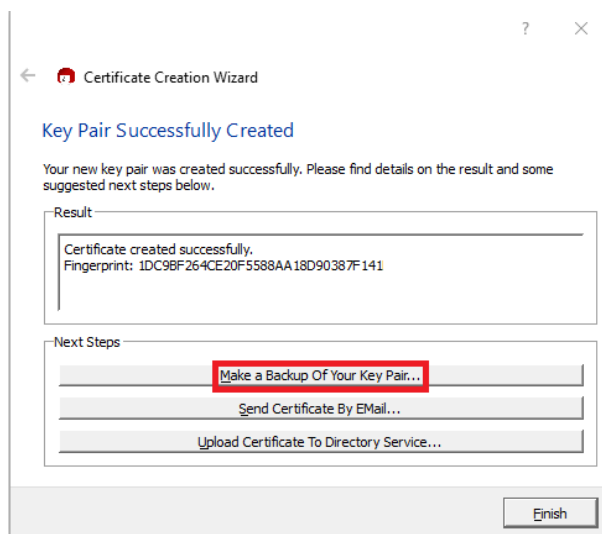 ?
Certificate Creation Wizard
Key Pair Successfully Created
Your new key pair was created successfully. Please find details on the result and some
suggested next steps below.
Result
Certificate created successfully.
Fingerprint: 1DC9BF264CE20F5588AA18D90387F141
Next Steps
Make a Backup Of Your Key Pair...
Send Certificate By EMail...
Upload Certificate To Directory Service...
Finish